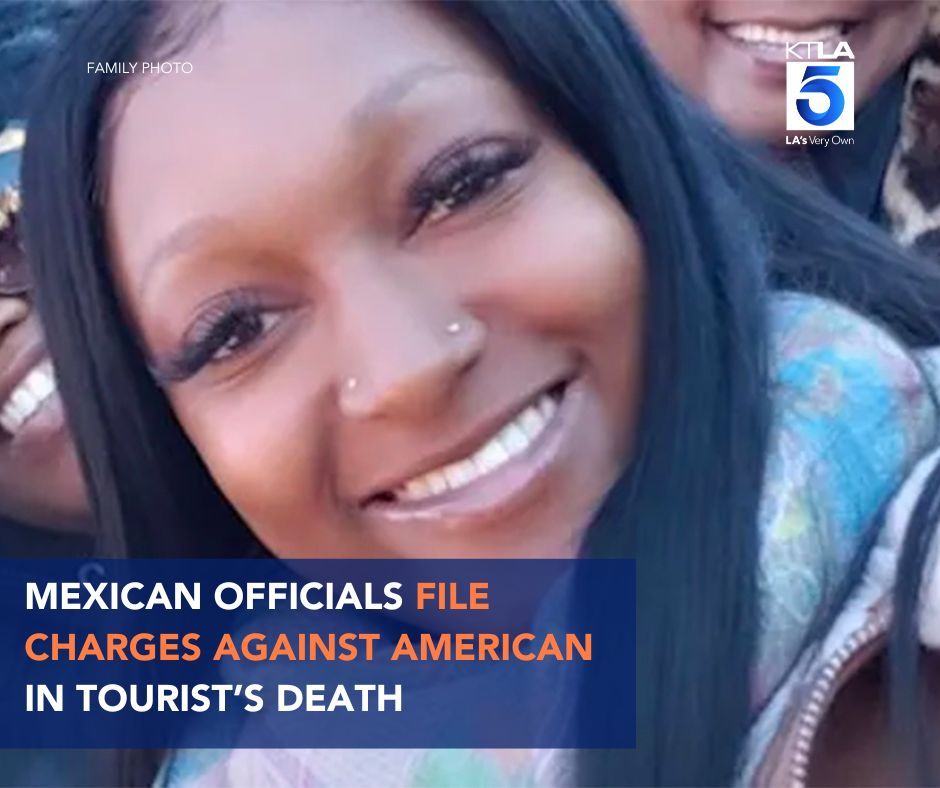 FAMILY PHOTO
KTLA
5
LA's Very Own
MEXICAN OFFICIALS FILE
CHARGES AGAINST AMERICAN
IN TOURIST'S DEATH